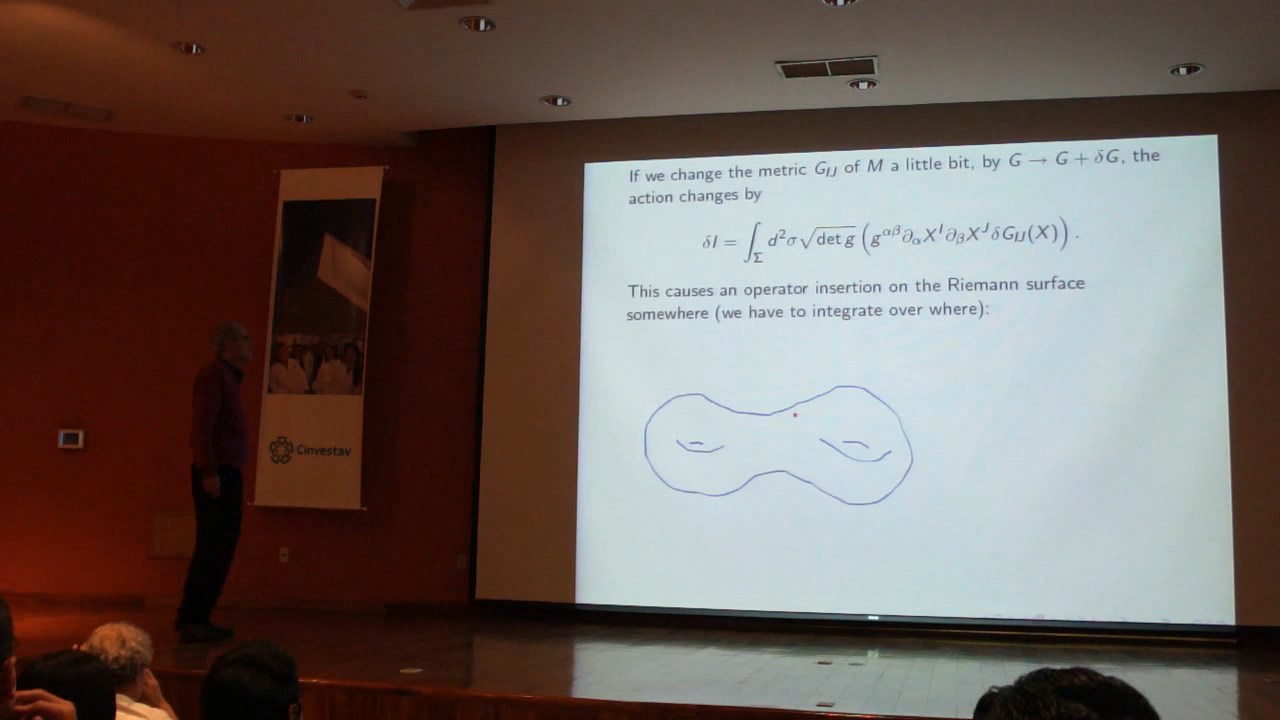 If we change the metric G_{IJ} of M a little bit, by G → G + δG, the
action changes by
δI = ∫_Σ d²σ √(det g) (g^{αβ} ∂_α X^I ∂_β X^J δG_{IJ}(X)) .
This causes an operator insertion on the Riemann surface
somewhere (we have to integrate over where):
Cinvestav